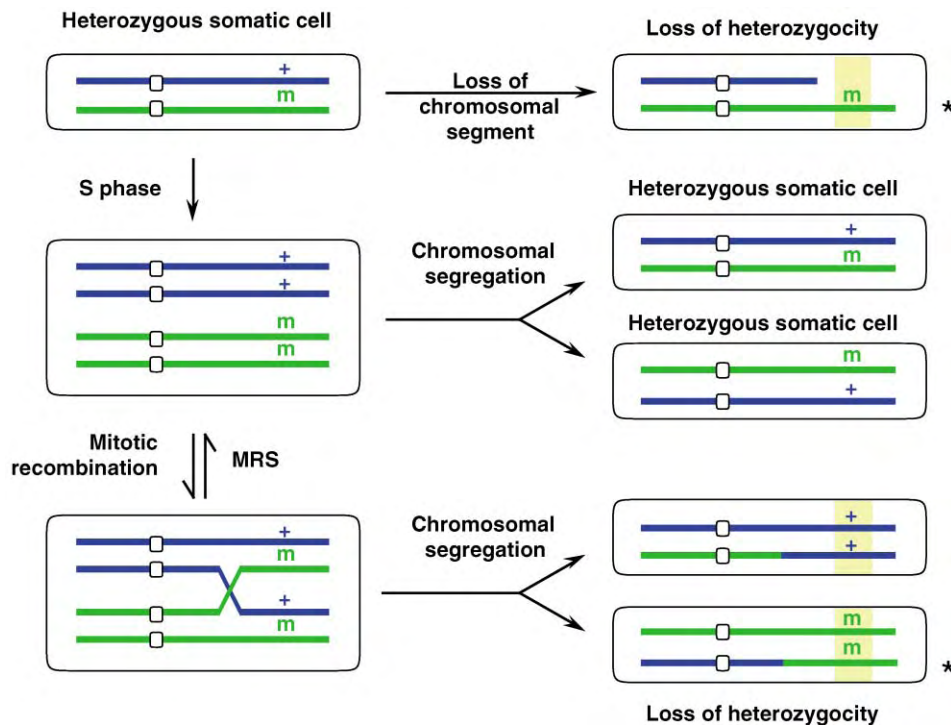 Heterozygous somatic cell
+
m
Loss of
chromosomal
segment
Loss of heterozygocity
m
*
S phase
+
+
m
m
Chromosomal
segregation
Heterozygous somatic cell
+
m
Heterozygous somatic cell
m
+
Mitotic
recombination
MRS
+
m
+
m
Chromosomal
segregation
+
+
m
m
*
Loss of heterozygocity